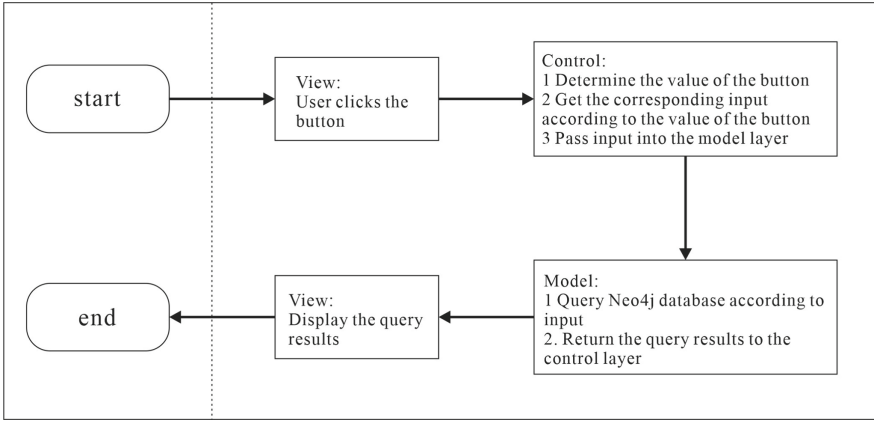 start
View:
User clicks the
button
Control:
1 Determine the value of the button
2 Get the corresponding input
according to the value of the button
3 Pass input into the model layer
end
View:
Display the query
results
Model:
1 Query Neo4j database according to
input
2. Return the query results to the
control layer